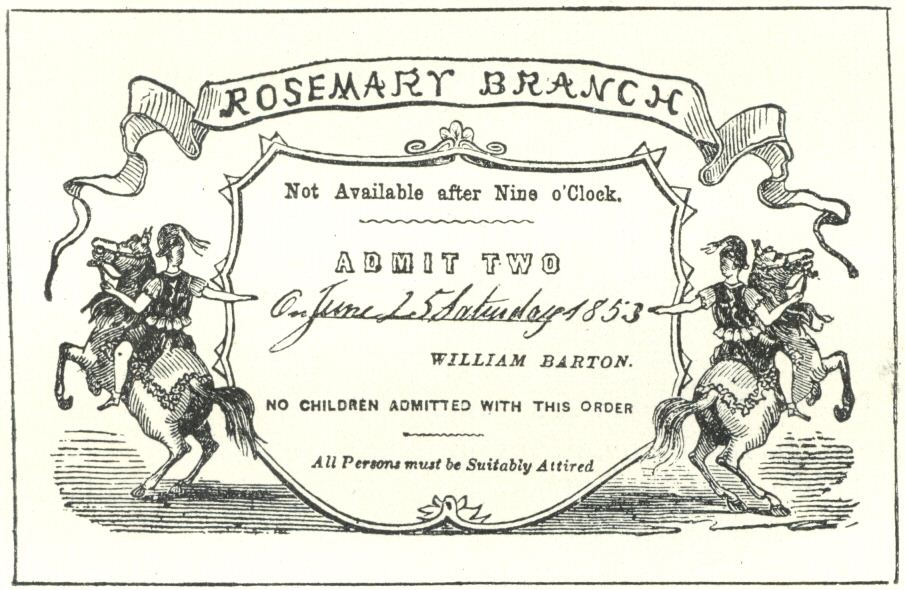 ROSEMARY BRANCH
Not Available after Nine o'Clock.
ADMIT TWO
On June 25 Saturday 1853
WILLIAM BARTON.
NO CHILDREN ADMITTED WITH THIS ORDER
All Persons must be Suitably Attired